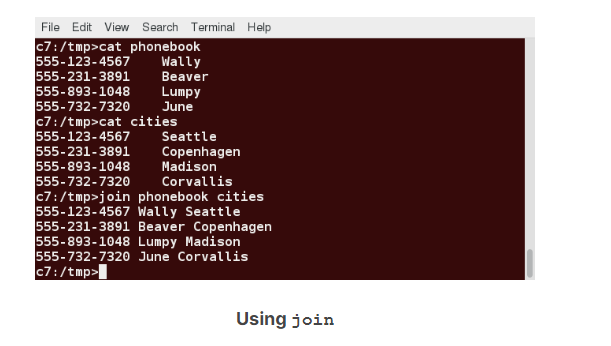 File Edit View Search Terminal Help
c7:/tmp>cat phonebook
555-123-4567    Wally
555-231-3891    Beaver
555-893-1048    Lumpy
555-732-7320    June
c7:/tmp>cat cities
555-123-4567    Seattle
555-231-3891    Copenhagen
555-893-1048    Madison
555-732-7320    Corvallis
c7:/tmp>join phonebook cities
555-123-4567 Wally Seattle
555-231-3891 Beaver Copenhagen
555-893-1048 Lumpy Madison
555-732-7320 June Corvallis
c7:/tmp>
Using join